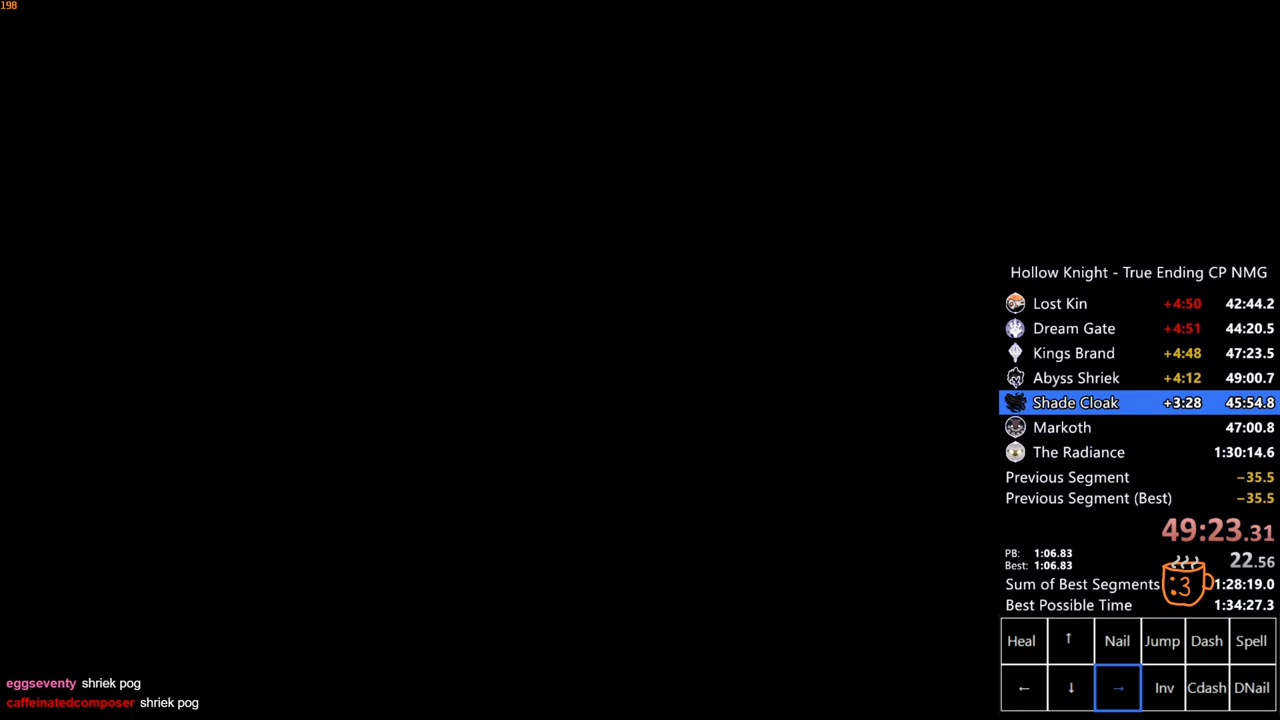 198
Hollow Knight - True Ending CP NMG
Lost Kin +4:50 42:44.2
Dream Gate +4:51 44:20.5
Kings Brand +4:48 47:23.5
Abyss Shriek +4:12 49:00.7
Shade Cloak +3:28 45:54.8
Markoth 47:00.8
The Radiance 1:30:14.6
Previous Segment −35.5
Previous Segment (Best) −35.5
49:23.31
PB: 1:06.83
Best: 1:06.83
22.56
Sum of Best Segments 1:28:19.0
Best Possible Time 1:34:27.3
Heal ↑ Nail Jump Dash Spell
← ↓ → Inv Cdash DNail
eggseventy shriek pog
caffeinatedcomposer shriek pog